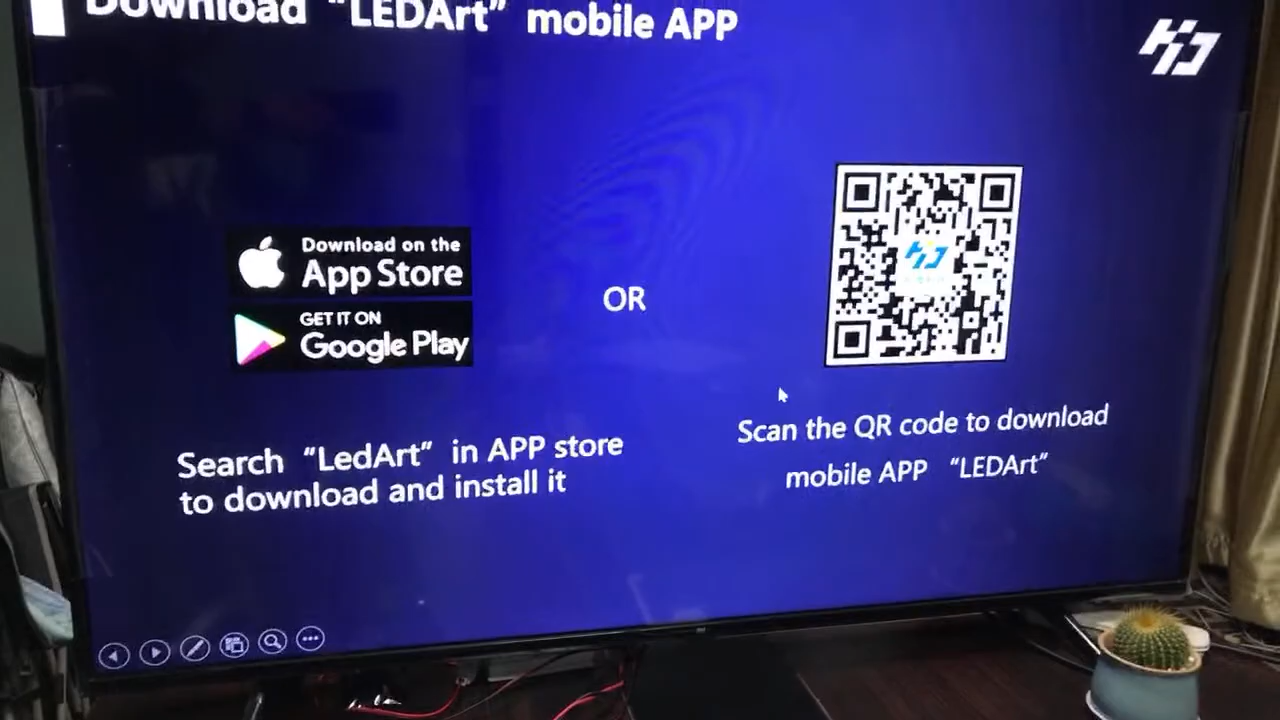 Download “LEDArt” mobile APP
Download on the
App Store
GET IT ON
Google Play
OR
Search “LedArt” in APP store
to download and install it
Scan the QR code to download
mobile APP “LEDArt”